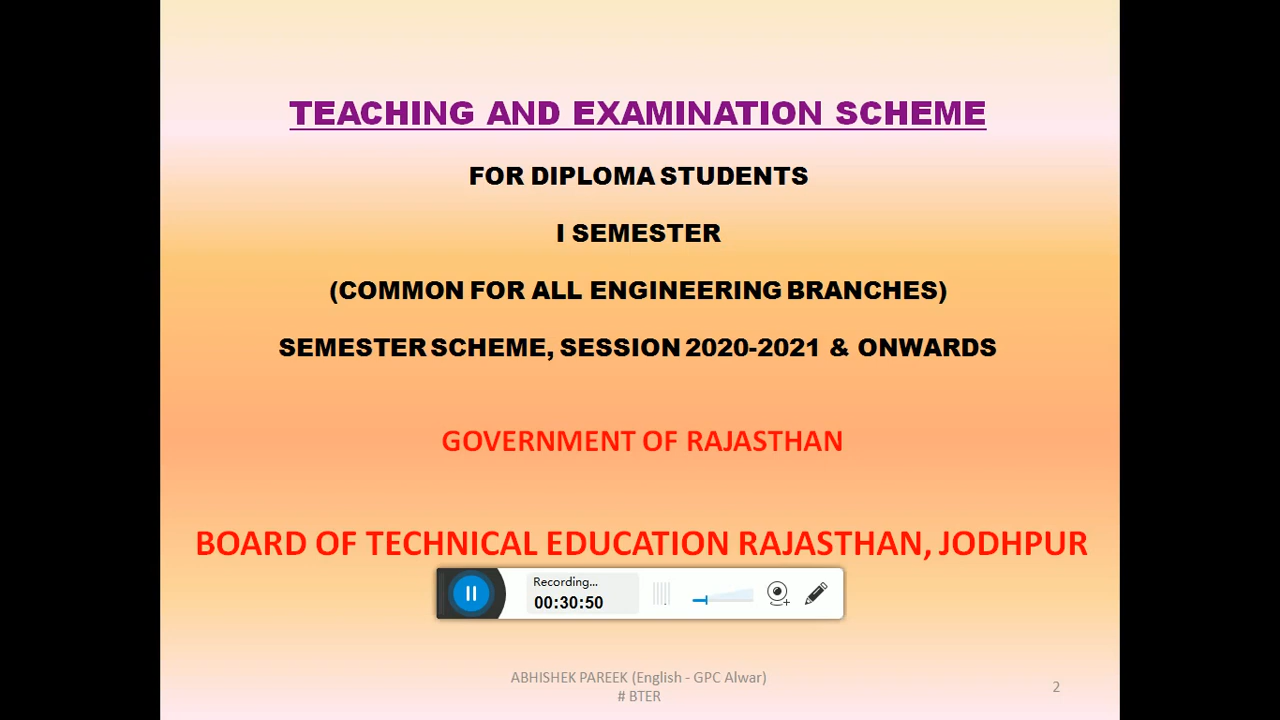 TEACHING AND EXAMINATION SCHEME
FOR DIPLOMA STUDENTS
I SEMESTER
(COMMON FOR ALL ENGINEERING BRANCHES)
SEMESTER SCHEME, SESSION 2020-2021 & ONWARDS
GOVERNMENT OF RAJASTHAN
BOARD OF TECHNICAL EDUCATION RAJASTHAN, JODHPUR
Recording...
00:30:50
ABHISHEK PAREEK (English - GPC Alwar)
# BTER
2